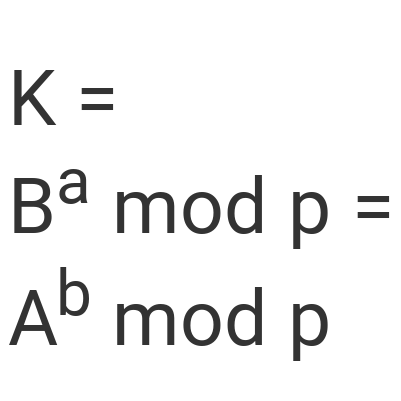 K =
Bᵃ mod p =
Aᵇ mod p